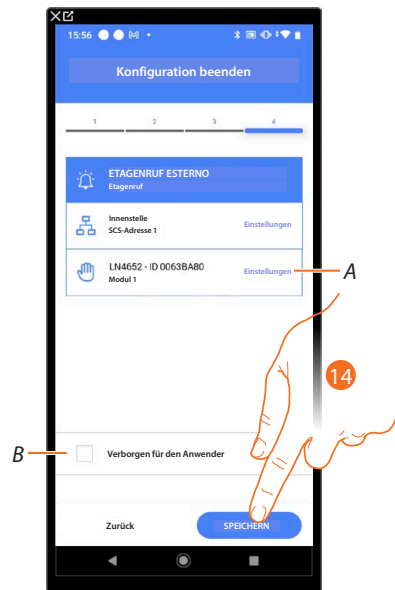 15:56
Konfiguration beenden
1 2 3 4
ETAGENRUF ESTERNO
Etagenruf
Innenstelle
SCS-Adresse 1
Einstellungen
LN4652 - ID 0063BA80
Modul 1
Einstellungen
A
14
B
Verborgen für den Anwender
Zurück
SPEICHERN